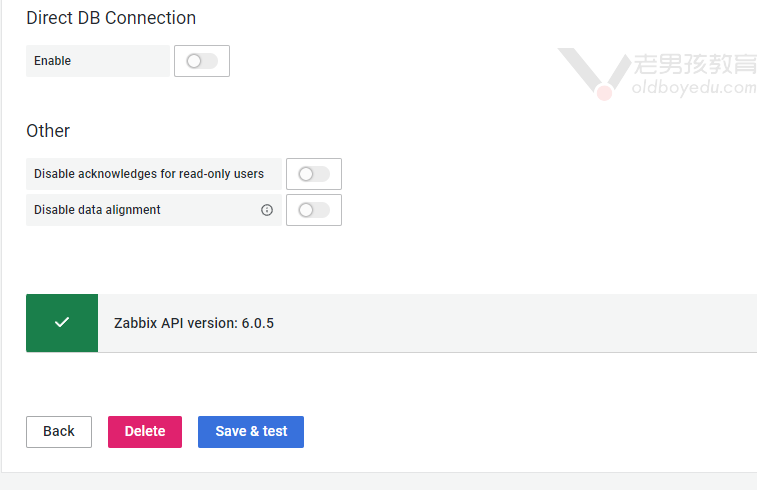 Direct DB Connection
Enable
老男孩教育
oldboyedu.com
Other
Disable acknowledges for read-only users
Disable data alignment
Zabbix API version: 6.0.5
Back
Delete
Save & test